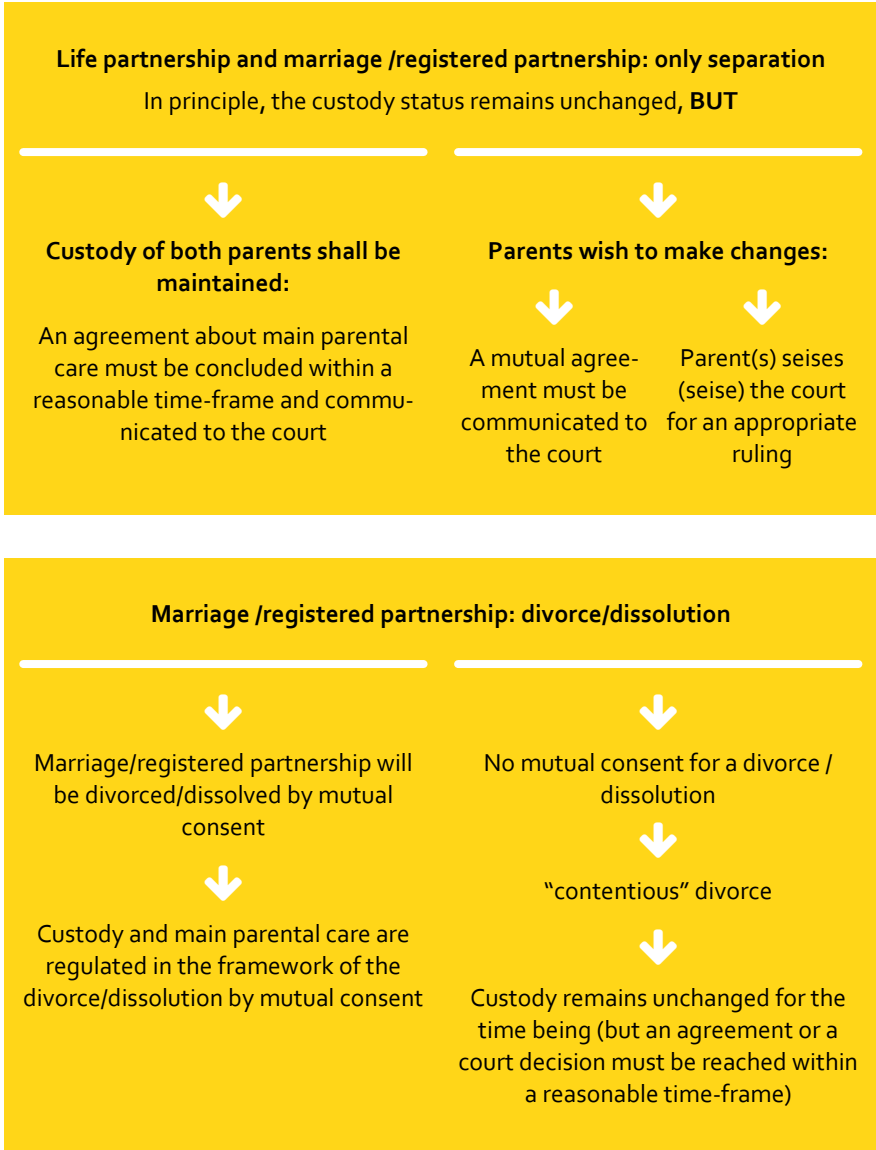 Life partnership and marriage /registered partnership: only separation
In principle, the custody status remains unchanged, BUT
Custody of both parents shall be
maintained:
An agreement about main parental
care must be concluded within a
reasonable time-frame and commu-
nicated to the court
Parents wish to make changes:
A mutual agree-
ment must be
communicated to
the court
Parent(s) seises
(seise) the court
for an appropriate
ruling
Marriage /registered partnership: divorce/dissolution
Marriage/registered partnership will
be divorced/dissolved by mutual
consent
Custody and main parental care are
regulated in the framework of the
divorce/dissolution by mutual consent
No mutual consent for a divorce /
dissolution
“contentious” divorce
Custody remains unchanged for the
time being (but an agreement or a
court decision must be reached within
a reasonable time-frame)